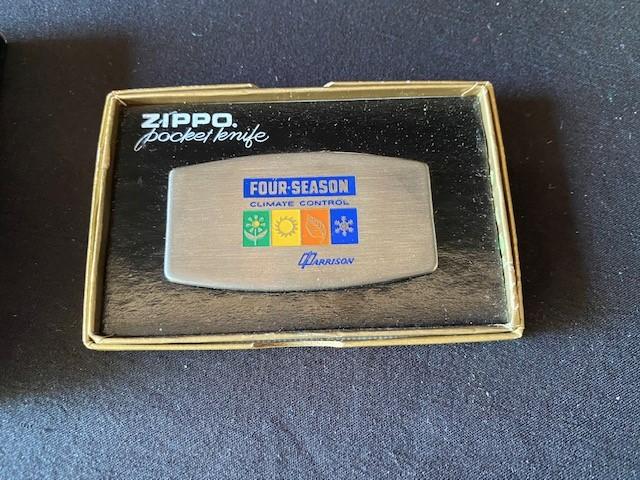 ZIPPO.
pocket knife
FOUR-SEASON
CLIMATE CONTROL
HARRISON